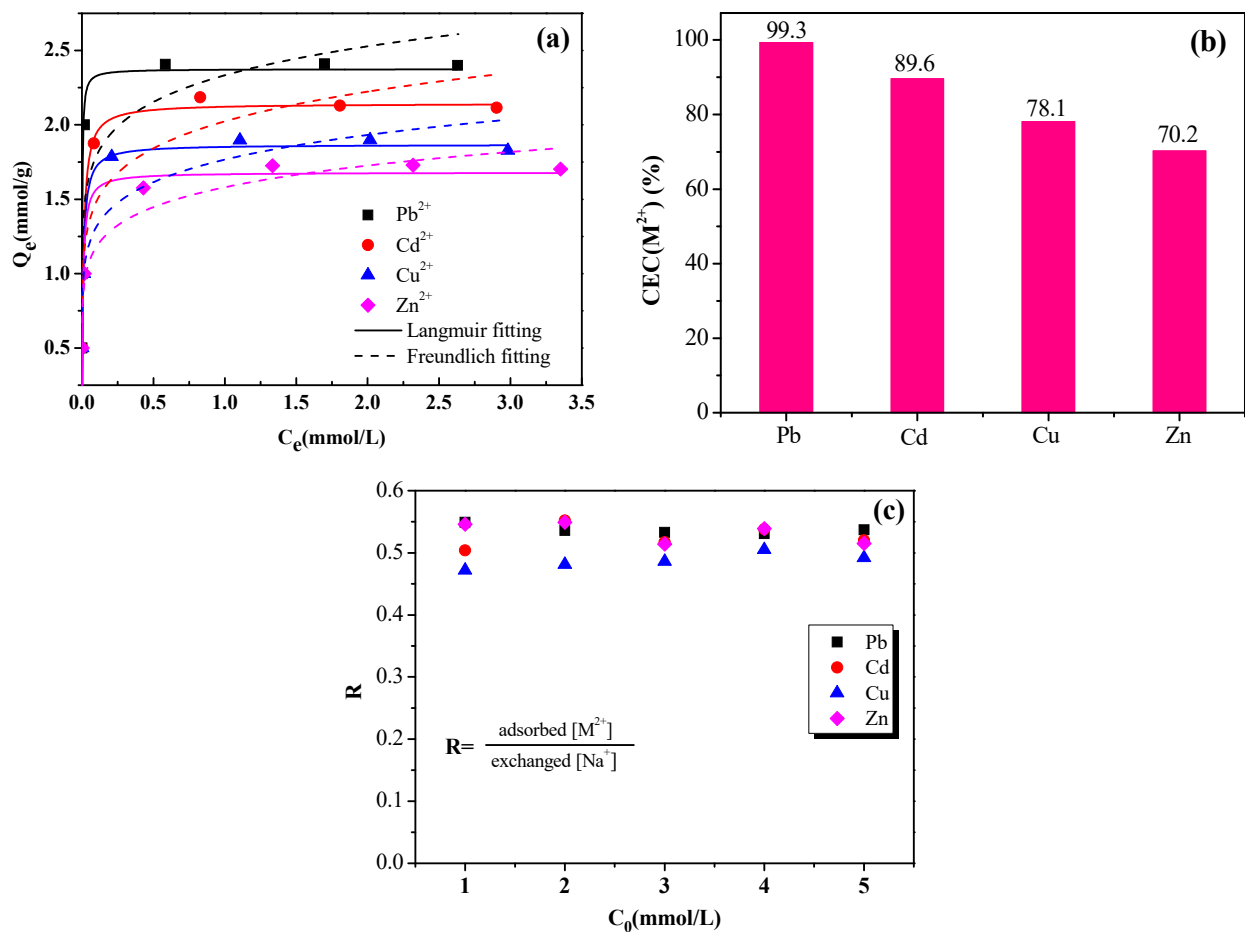 (a)
2.5
2.0
1.5
1.0
0.5
Qe(mmol/g)
Pb2+
Cd2+
Cu2+
Zn2+
Langmuir fitting
Freundlich fitting
0.0 0.5 1.0 1.5 2.0 2.5 3.0 3.5
Ce(mmol/L)
(b)
100
80
60
40
20
0
CEC(M2+) (%)
99.3
89.6
78.1
70.2
Pb Cd Cu Zn
(c)
0.6
0.5
0.4
0.3
0.2
0.1
0.0
R
Pb
Cd
Cu
Zn
R= adsorbed [M2+]
exchanged [Na+]
1 2 3 4 5
C0(mmol/L)